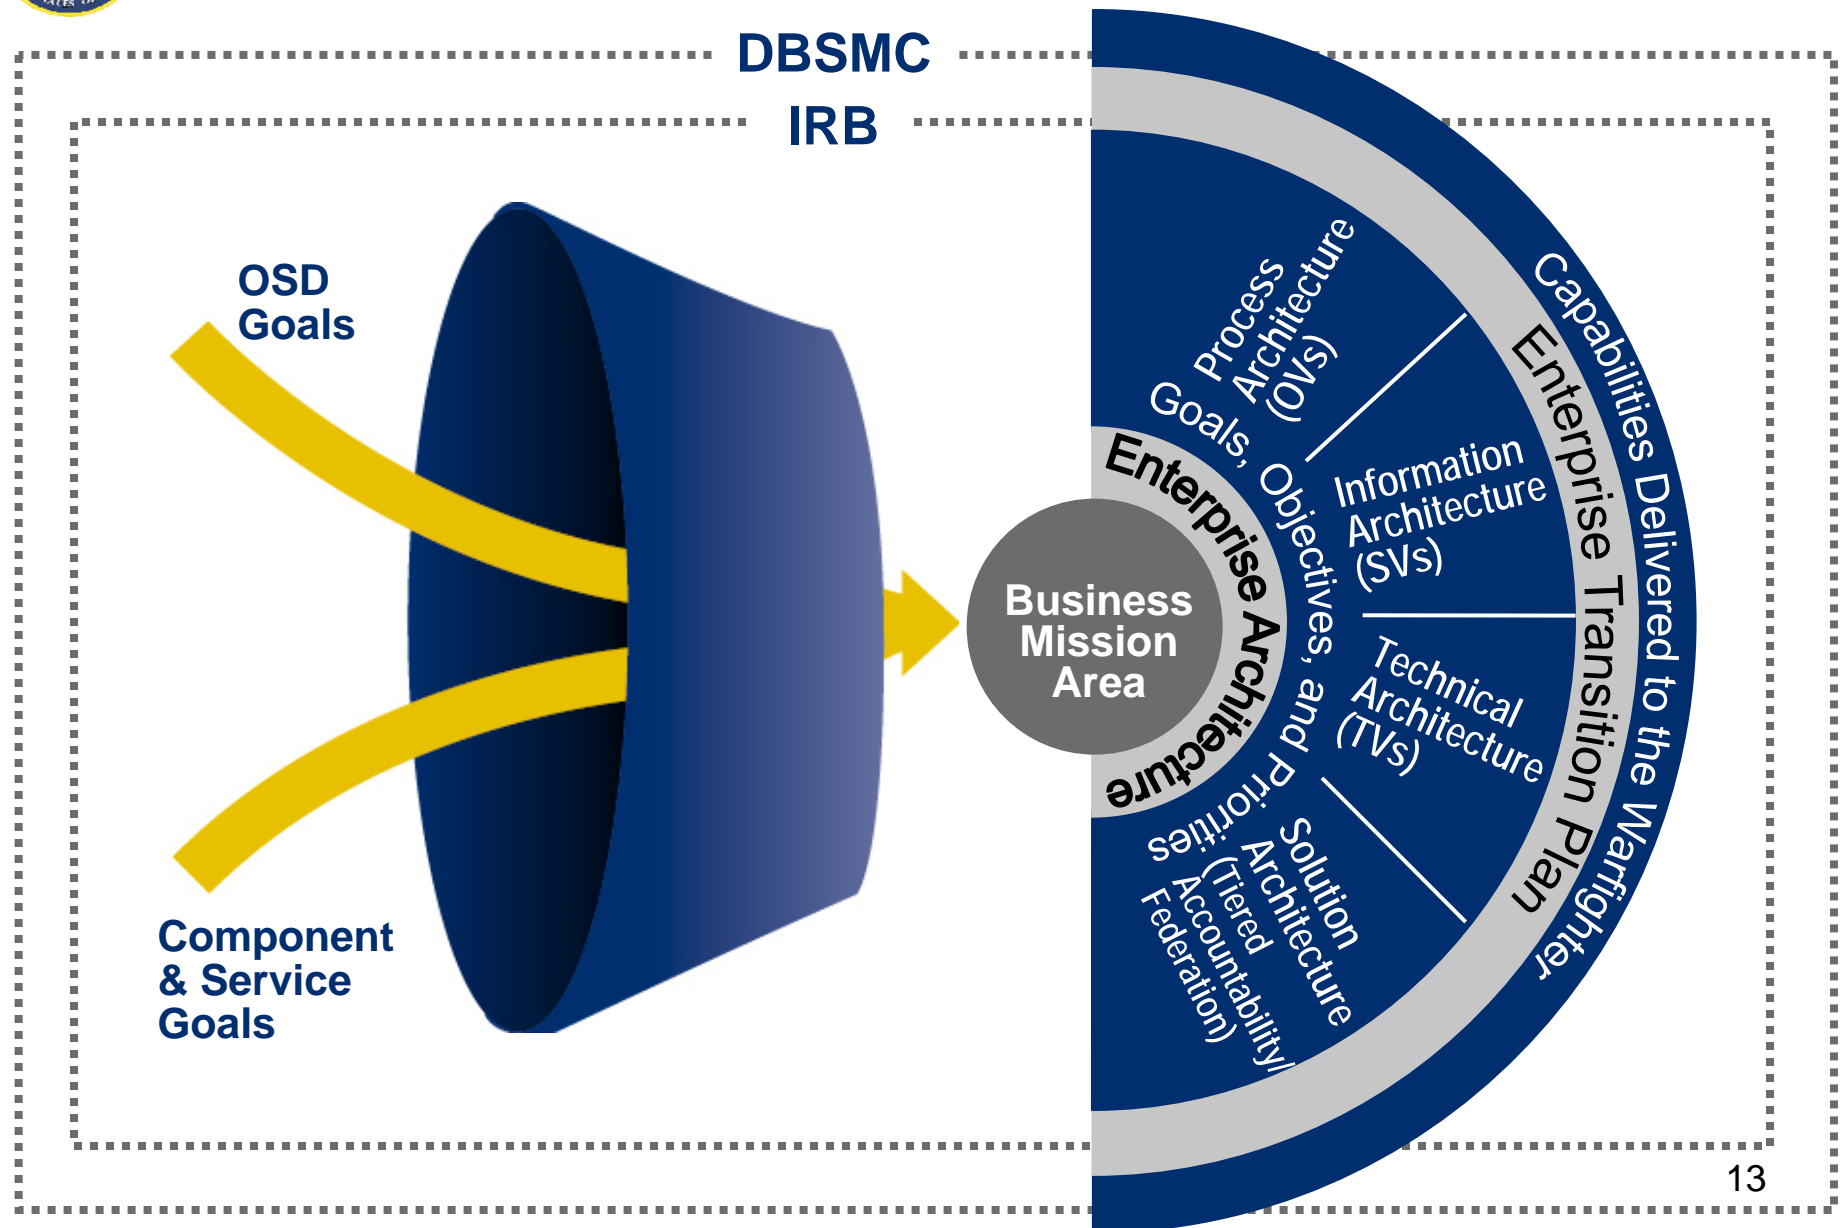 DBSMC
IRB
OSD
Goals
Component
& Service
Goals
Business
Mission
Area
Enterprise Architecture
Goals, Objectives, and Priorities
Process
Architecture
(OVs)
Information
Architecture
(SVs)
Technical
Architecture
(TVs)
Solution
Architecture
(Tiered
Accountability/
Federation)
Enterprise Transition Plan
Capabilities Delivered to the Warfighter
13